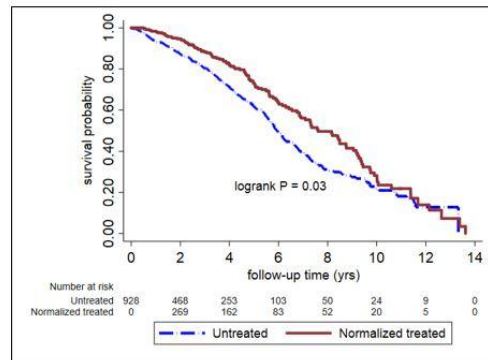 survival probability
1.00
0.80
0.60
0.40
0.20
0.00
logrank P = 0.03
0 2 4 6 8 10 12 14
follow-up time (yrs)
Number at risk
Untreated 928 468 253 103 50 24 9 0
Normalized treated 0 269 162 83 52 20 5 0
Untreated Normalized treated